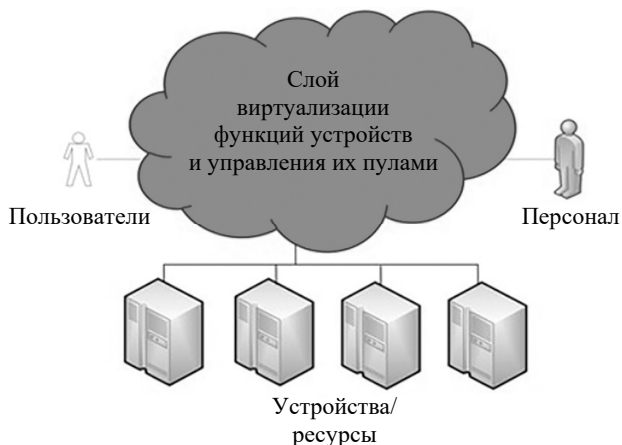 Слой
виртуализации
функций устройств
и управления их пулами
Пользователи
Персонал
Устройства/
ресурсы